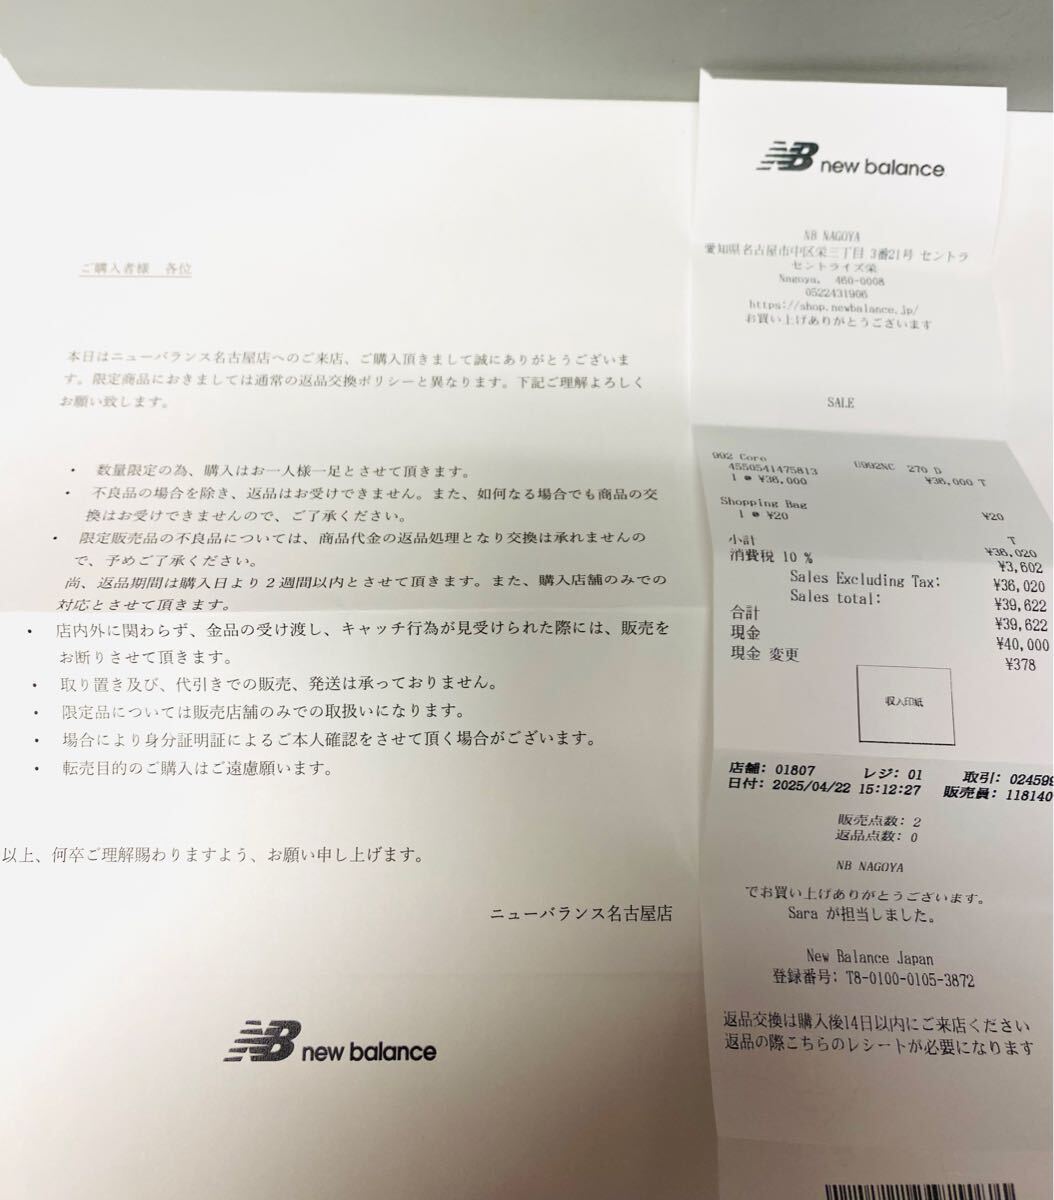 ご購入者様 各位
本日はニューバランス名古屋店へのご来店、ご購入頂きまして誠にありがとうございま
す。限定商品におきましては通常の返品交換ポリシーと異なります。下記ご理解よろしく
お願い致します。
・ 数量限定の為、購入はお一人様一足とさせて頂きます。
・ 不良品の場合を除き、返品はお受けできません。また、如何なる場合でも商品の交
換はお受けできませんので、ご了承ください。
・ 限定販売品の不良品については、商品代金の返品処理となり交換は承れませんの
で、予めご了承ください。
尚、返品期間は購入日より２週間以内とさせて頂きます。また、購入店舗のみでの
対応とさせて頂きます。
・ 店内外に関わらず、金品の受け渡し、キャッチ行為が見受けられた際には、販売を
お断りさせて頂きます。
・ 取り置き及び、代引きでの販売、発送は承っておりません。
・ 限定品については販売店舗のみでの取扱いになります。
・ 場合により身分証明証によるご本人確認をさせて頂く場合がございます。
・ 転売目的のご購入はご遠慮願います。
以上、何卒ご理解賜わりますよう、お願い申し上げます。
ニューバランス名古屋店
NB new balance
NB new balance
NB NAGOYA
愛知県名古屋市中区栄三丁目 3番21号 セントラ
セントライズ栄
Nagoya, 460-0008
0522431906
https://shop.newbalance.jp/
お買い上げありがとうございます
SALE
992 Core U992NC 270 D
4550541475813
1 @ ¥36,000 ¥36,000 T
Shopping Bag
1 @ ¥20 ¥20
T
小計 ¥36,020
消費税 10 % ¥3,602
Sales Excluding Tax: ¥36,020
Sales total: ¥39,622
合計 ¥39,622
現金 ¥40,000
現金 変更 ¥378
収入印紙
店舗: 01807 レジ: 01 取引: 024599
日付: 2025/04/22 15:12:27 販売員: 118140
販売点数: 2
返品点数: 0
NB NAGOYA
でお買い上げありがとうございます。
Sara が担当しました。
New Balance Japan
登録番号: T8-0100-0105-3872
返品交換は購入後14日以内にご来店ください
返品の際こちらのレシートが必要になります